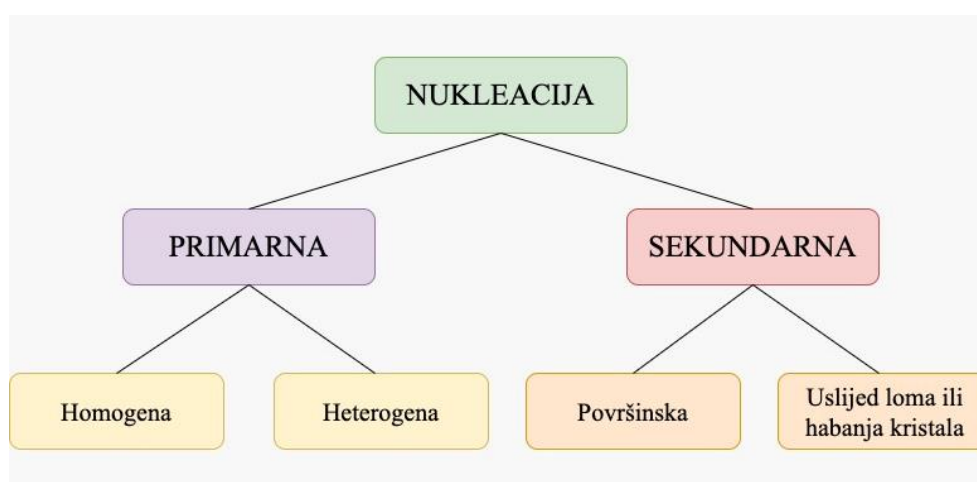 NUKLEACIJA
PRIMARNA
SEKUNDARNA
Homogena
Heterogena
Površinska
Uslijed loma ili
habanja kristala